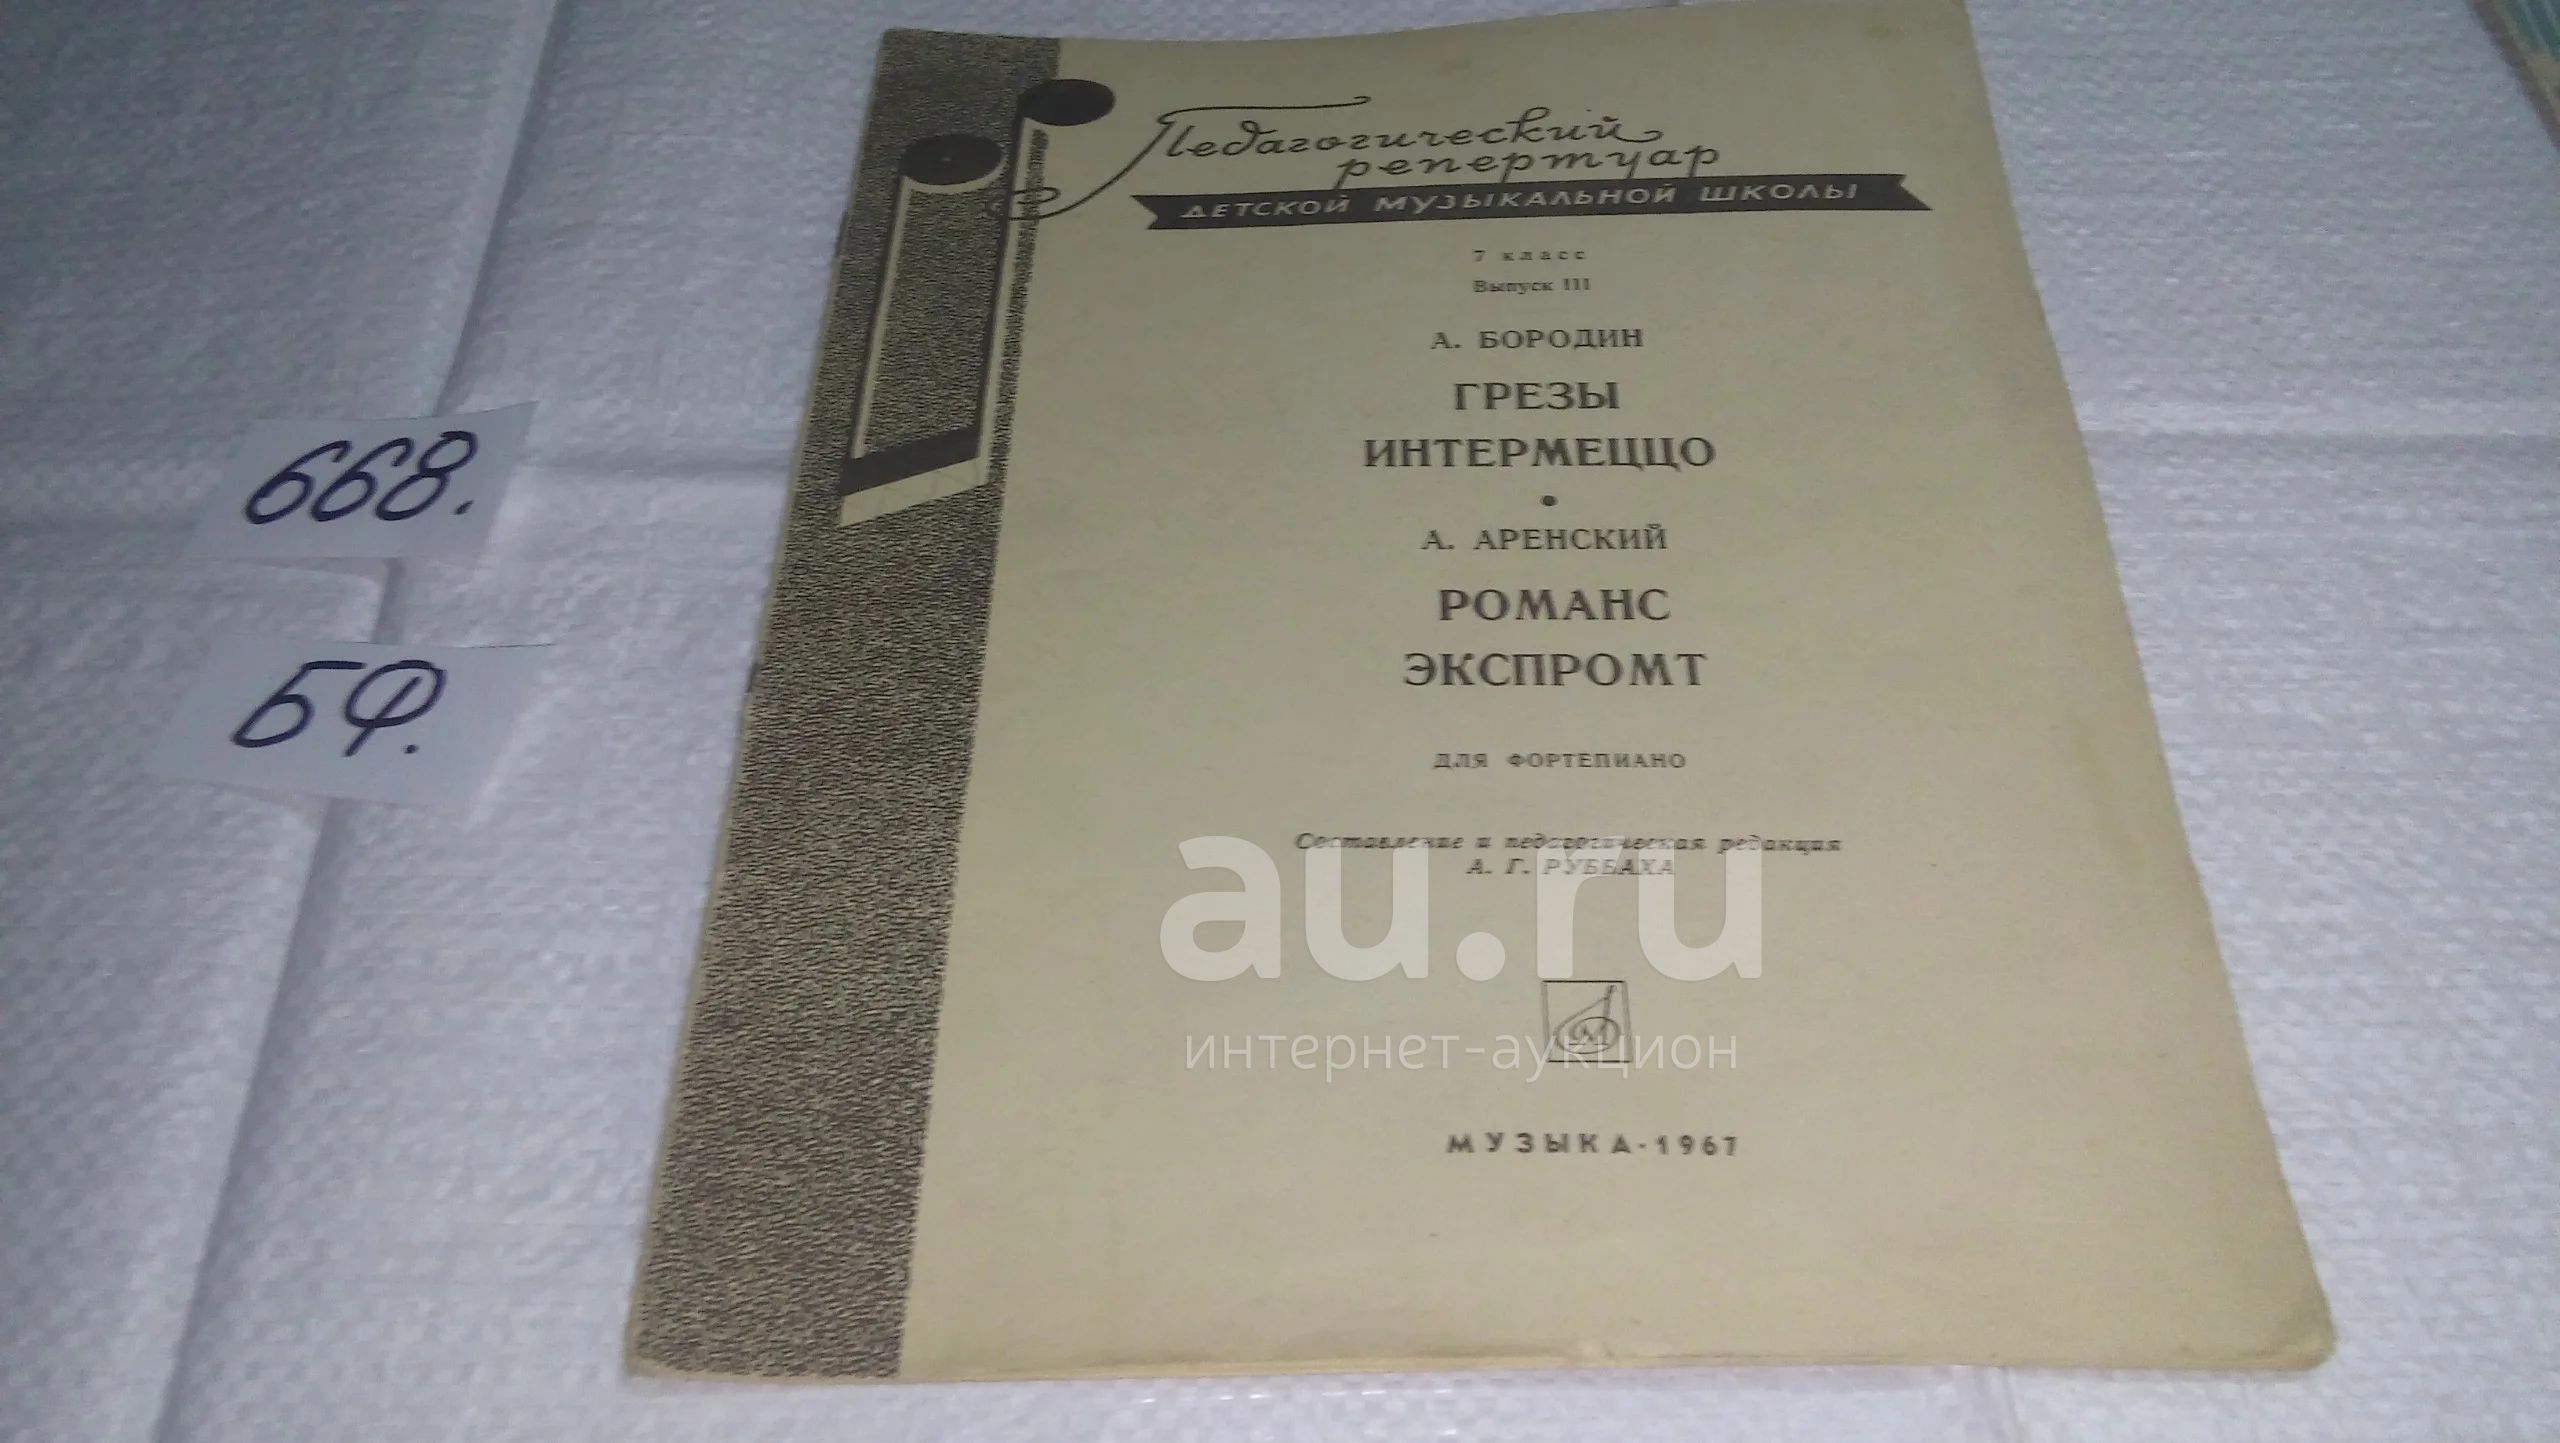 Педагогический
репертуар
ДЕТСКОЙ МУЗЫКАЛЬНОЙ ШКОЛЫ
7 класс
Выпуск III
А. БОРОДИН
ГРЕЗЫ
ИНТЕРМЕЦЦО
•
А. АРЕНСКИЙ
РОМАНС
ЭКСПРОМТ
ДЛЯ ФОРТЕПИАНО
Составление и педагогическая редакция
А. Г. РУББАХА
М
МУЗЫКА - 1967
668.
БФ.
au.ru
интернет-аукцион